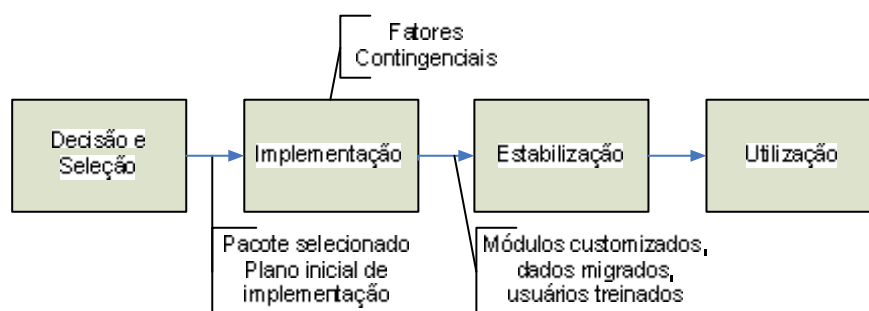 Fatores
Contingenciais
Decisão e
Seleção
Implementação
Estabilização
Utilização
Pacote selecionado
Plano inicial de
implementação
Módulos customizados,
dados migrados,
usuários treinados